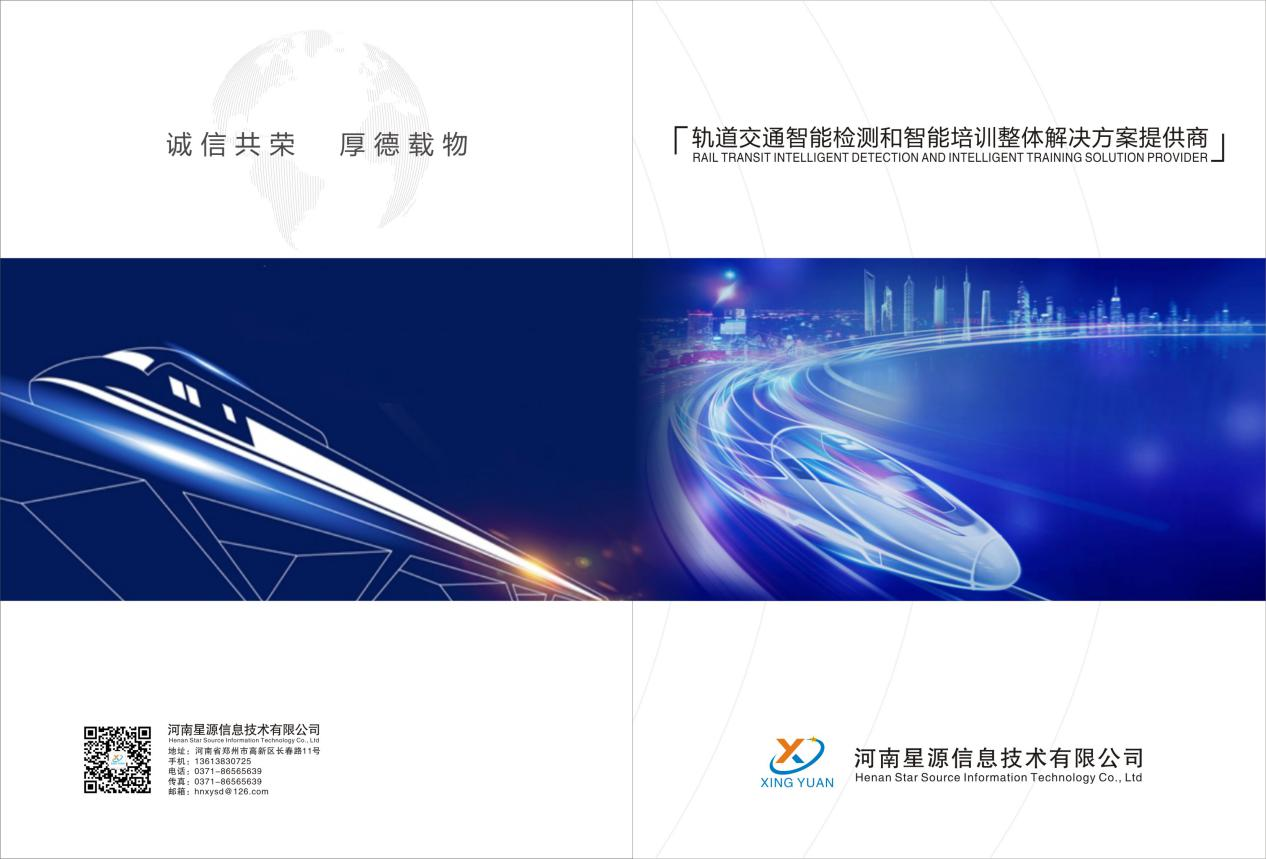 诚信共荣 厚德载物
「轨道交通智能检测和智能培训整体解决方案提供商
RAIL TRANSIT INTELLIGENT DETECTION AND INTELLIGENT TRAINING SOLUTION PROVIDER」
河南星源信息技术有限公司
Henan Star Source Information Technology Co., Ltd
地址：河南省郑州市高新区长春路11号
手机：13613830725
电话：0371-86565639
传真：0371-86565639
邮箱：hnxysd@126.com
XING YUAN
河南星源信息技术有限公司
Henan Star Source Information Technology Co., Ltd